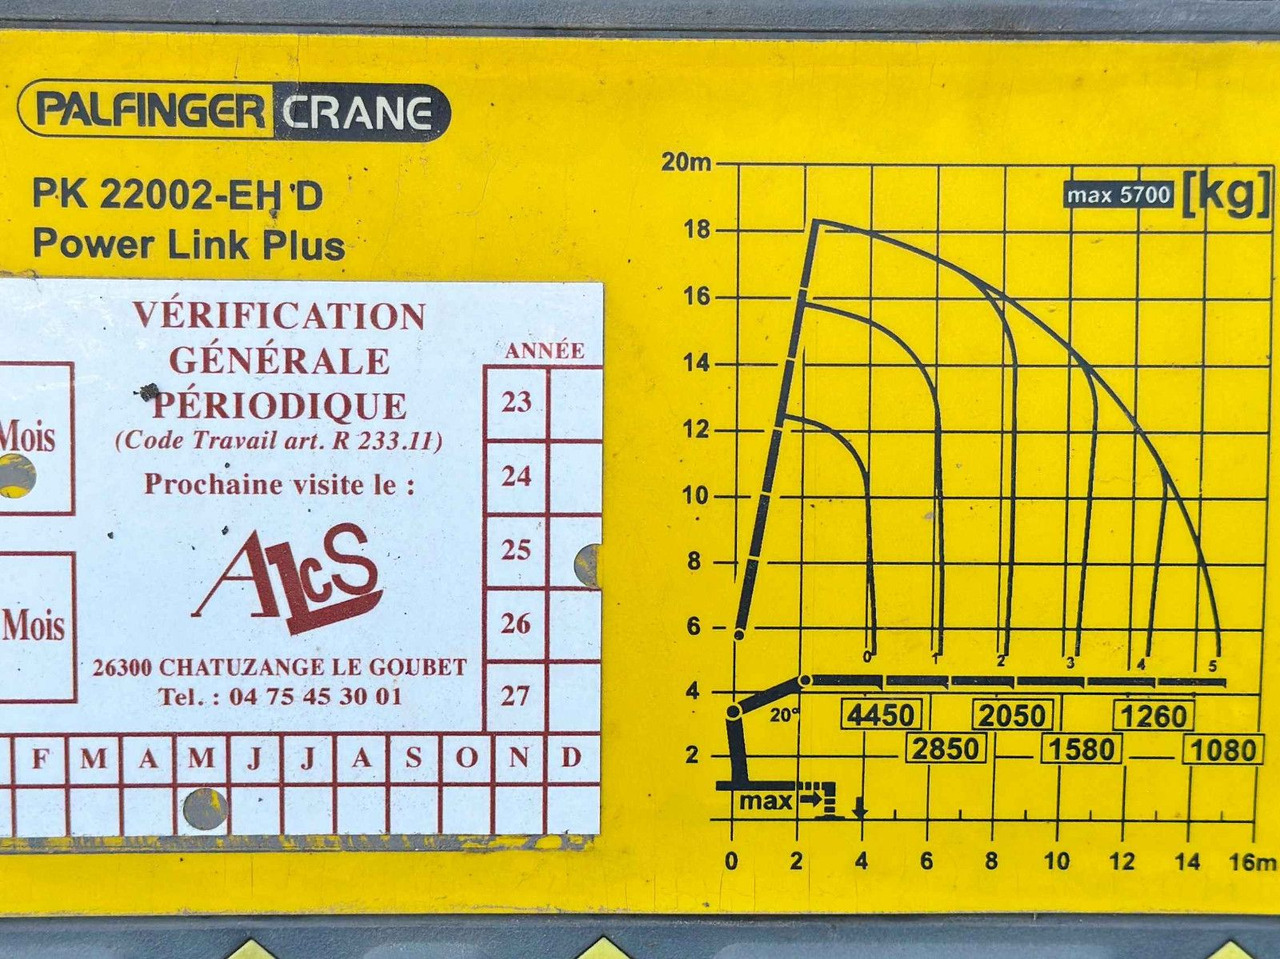 PALFINGER CRANE
PK 22002-EH D
Power Link Plus
VÉRIFICATION
GÉNÉRALE
PÉRIODIQUE
(Code Travail art. R 233.11)
Prochaine visite le :
ALCS
26300 CHATUZANGE LE GOUBET
Tel. : 04 75 45 30 01
Mois
Mois
ANNÉE
23
24
25
26
27
F M A M J J A S O N D
20m
18
16
14
12
10
8
6
4
2
max 5700 [kg]
0 1 2 3 4 5
20°
4450 2050 1260
2850 1580 1080
max
0 2 4 6 8 10 12 14 16m